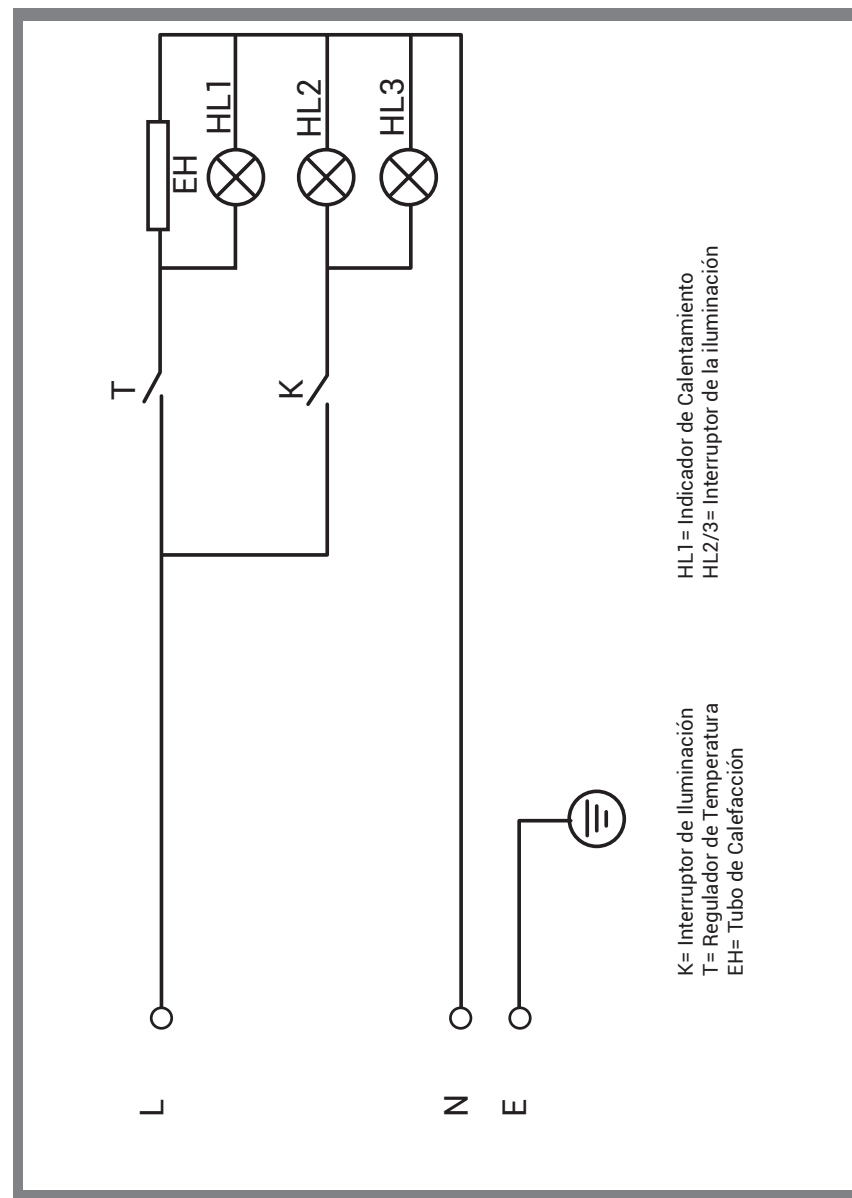 EH
HL1
HL2
HL3
T
K
L
N
E
K= Interruptor de Iluminación
T= Regulador de Temperatura
EH= Tubo de Calefacción
HL1= Indicador de Calentamiento
HL2/3= Interruptor de la iluminación